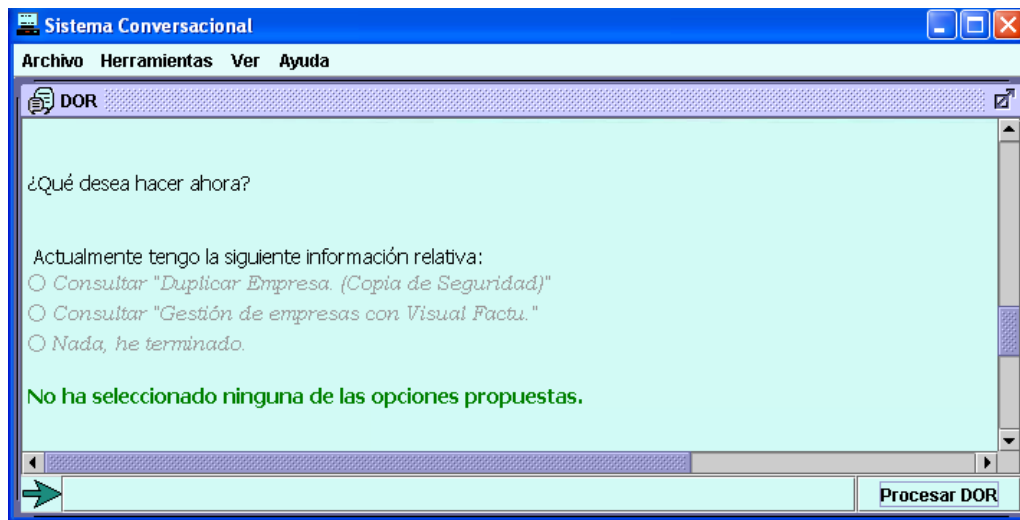 Sistema Conversacional
Archivo Herramientas Ver Ayuda
DOR
¿Qué desea hacer ahora?
Actualmente tengo la siguiente información relativa:
Consultar "Duplicar Empresa. (Copia de Seguridad)"
Consultar "Gestión de empresas con Visual Factu."
Nada, he terminado.
No ha seleccionado ninguna de las opciones propuestas.
Procesar DOR